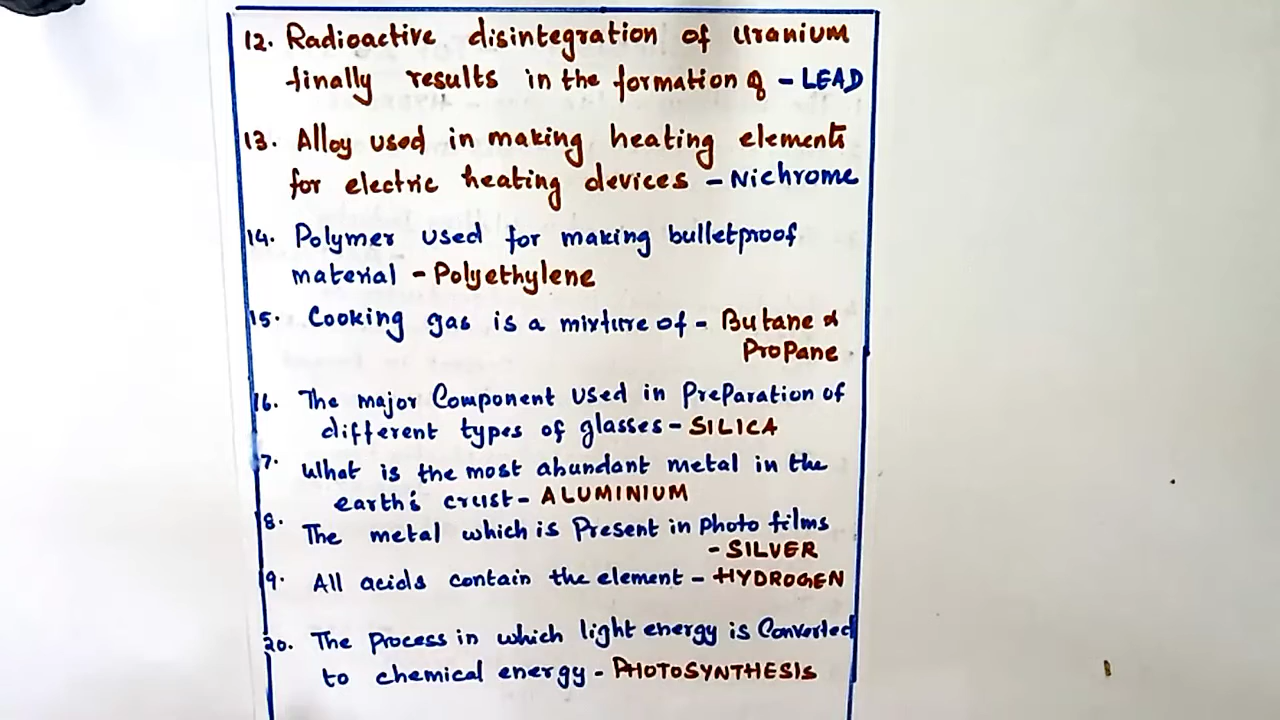 12. Radioactive disintegration of Uranium
finally results in the formation of - LEAD
13. Alloy used in making heating elements
for electric heating devices - Nichrome
14. Polymer used for making bulletproof
material - Polyethylene
15. Cooking gas is a mixture of - Butane &
Propane
16. The major Component used in Preparation of
different types of glasses - SILICA
7. What is the most abundant metal in the
earth's crust - ALUMINIUM
8. The metal which is Present in photo films
- SILVER
9. All acids contain the element - HYDROGEN
20. The Process in which light energy is Converted
to chemical energy - PHOTOSYNTHESIS